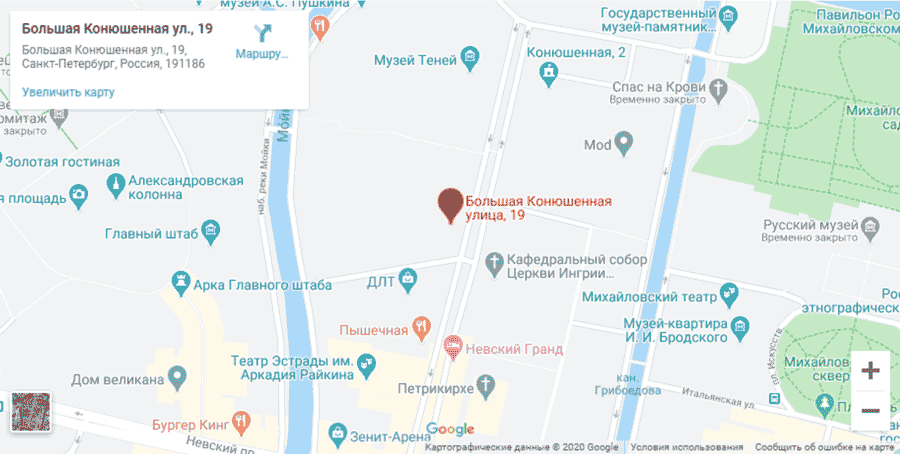 Большая Конюшенная ул., 19
Большая Конюшенная ул., 19,
Санкт-Петербург, Россия, 191186
Увеличить карту
Маршру...
музей А.С. Пушкина
Музей Теней
Конюшенная, 2
Государственный
музей-памятник...
Павильон Ро
Михайловском
Спас на Крови
Временно закрыто
Михайло
сад
Mod
Мойк
наб. реки Мойки
ермитаж
закрыто
Золотая гостиная
Александровская
колонна
я площадь
Главный штаб
Большая Конюшенная
улица, 19
Русский музей
Временно закрыто
Кафедральный собор
Церкви Ингрии...
Арка Главного штаба
ДЛТ
Михайловский театр
Рос
этнографическ
Музей-квартира
И. И. Бродского
Пышечная
Невский Гранд
Театр Эстрады им.
Аркадия Райкина
пл. Искусств
Михайлов
сквер
Дом великана
Петрикирхе
кан.
Грибоедова
Итальянская ул.
Бургер Кинг
Невский пр
Зенит-Арена
Google
Картографические данные © 2020 Google
Условия использования
Сообщить об ошибке на карте